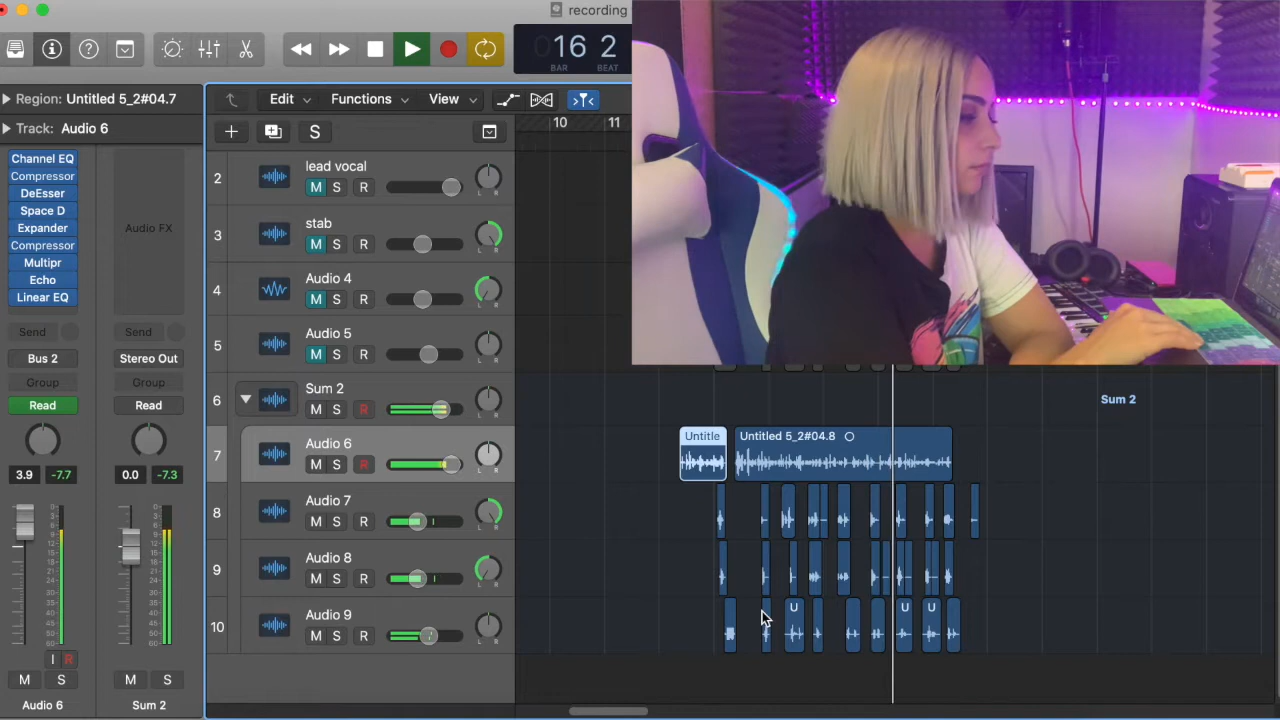 recording
16 2
BAR BEAT
Region: Untitled 5_2#04.7
Track: Audio 6
Edit Functions View
S
10 11
Channel EQ
Compressor
DeEsser
Space D
Expander
Compressor
Multipr
Echo
Linear EQ
Send
Bus 2
Group
Read
3.9 -7.7
I R
M S
Audio 6
Audio FX
Send
Stereo Out
Group
Read
0.0 -7.3
M S
Sum 2
2 lead vocal
M S R
L R
3 stab
M S R
L R
4 Audio 4
M S R
L R
5 Audio 5
M S R
L R
6 Sum 2
M S R
L R
7 Audio 6
M S R
L R
8 Audio 7
M S R
L R
9 Audio 8
M S R
L R
10 Audio 9
M S R
L R
Sum 2
Untitle
Untitled 5_2#04.8
U U U